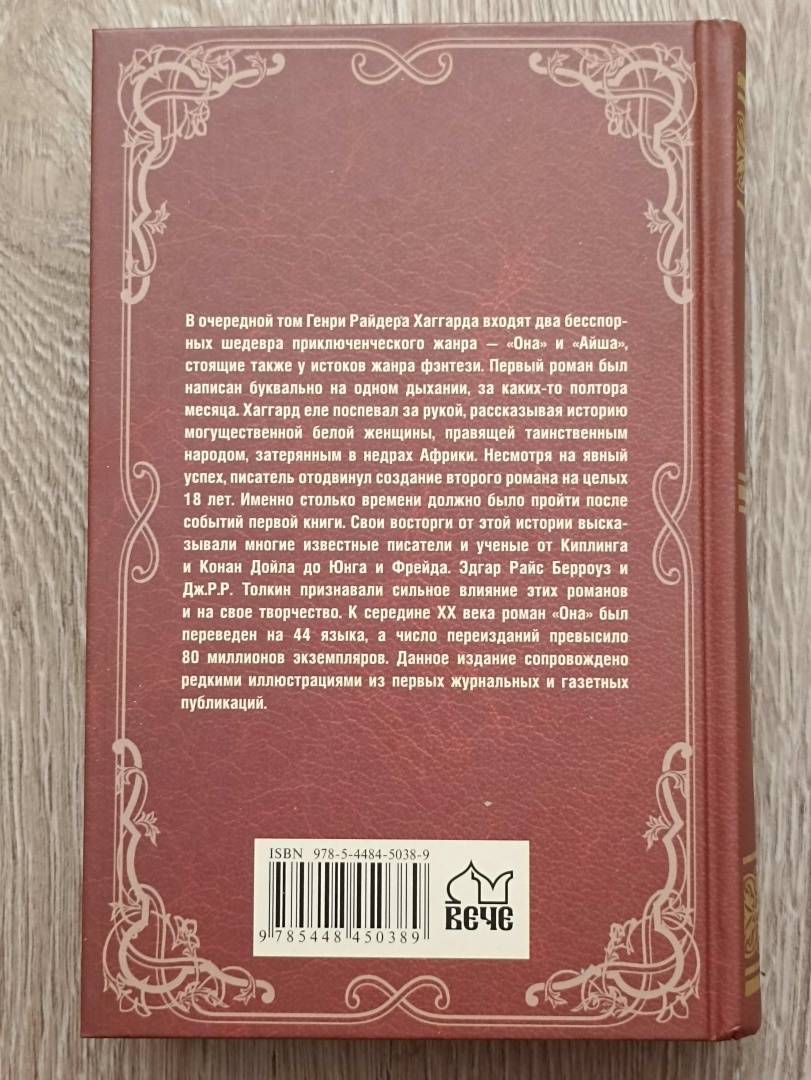 В очередной том Генри Райдера Хаггарда входят два бесспор-
ных шедевра приключенческого жанра — «Она» и «Айша»,
стоящие также у истоков жанра фэнтези. Первый роман был
написан буквально на одном дыхании, за каких-то полтора
месяца. Хаггард еле поспевал за рукой, рассказывая историю
могущественной белой женщины, правящей таинственным
народом, затерянным в недрах Африки. Несмотря на явный
успех, писатель отодвинул создание второго романа на целых
18 лет. Именно столько времени должно было пройти после
событий первой книги. Свои восторги от этой истории выска-
зывали многие известные писатели и ученые от Киплинга
и Конан Дойла до Юнга и Фрейда. Эдгар Райс Берроуз и
Дж.Р.Р. Толкин признавали сильное влияние этих романов
и на свое творчество. К середине XX века роман «Она» был
переведен на 44 языка, а число переизданий превысило
80 миллионов экземпляров. Данное издание сопровождено
редкими иллюстрациями из первых журнальных и газетных
публикаций.
ISBN 978-5-4484-5038-9
9 785448 450389
ВЕЧЕ